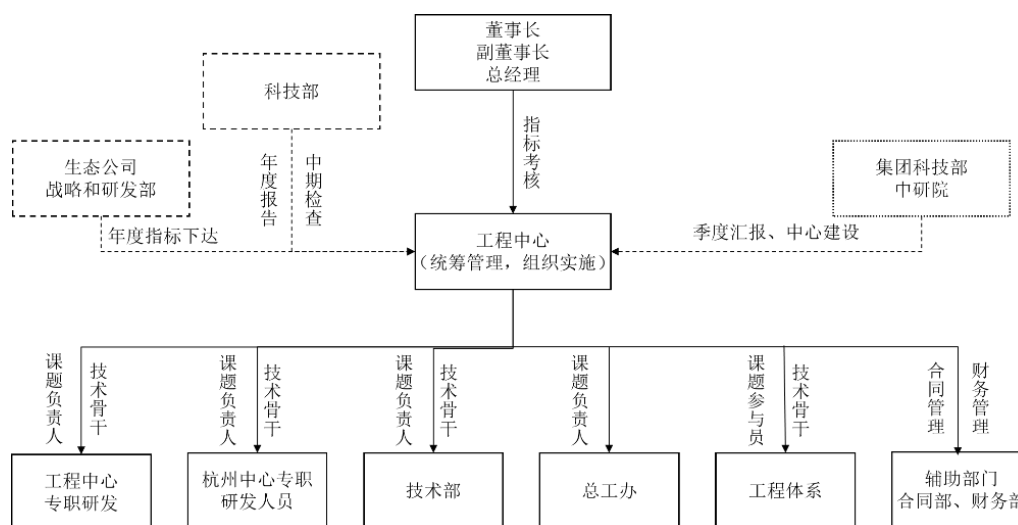 董事长
副董事长
总经理
科技部
生态公司
战略和研发部
集团科技部
中研院
指标考核
年度报告
中期检查
年度指标下达
季度汇报、中心建设
工程中心
（统筹管理，组织实施）
课题负责人
技术骨干
课题负责人
技术骨干
课题负责人
技术骨干
课题负责人
课题参与员
技术骨干
合同管理
财务管理
工程中心
专职研发
杭州中心专职
研发人员
技术部
总工办
工程体系
辅助部门
合同部、财务部